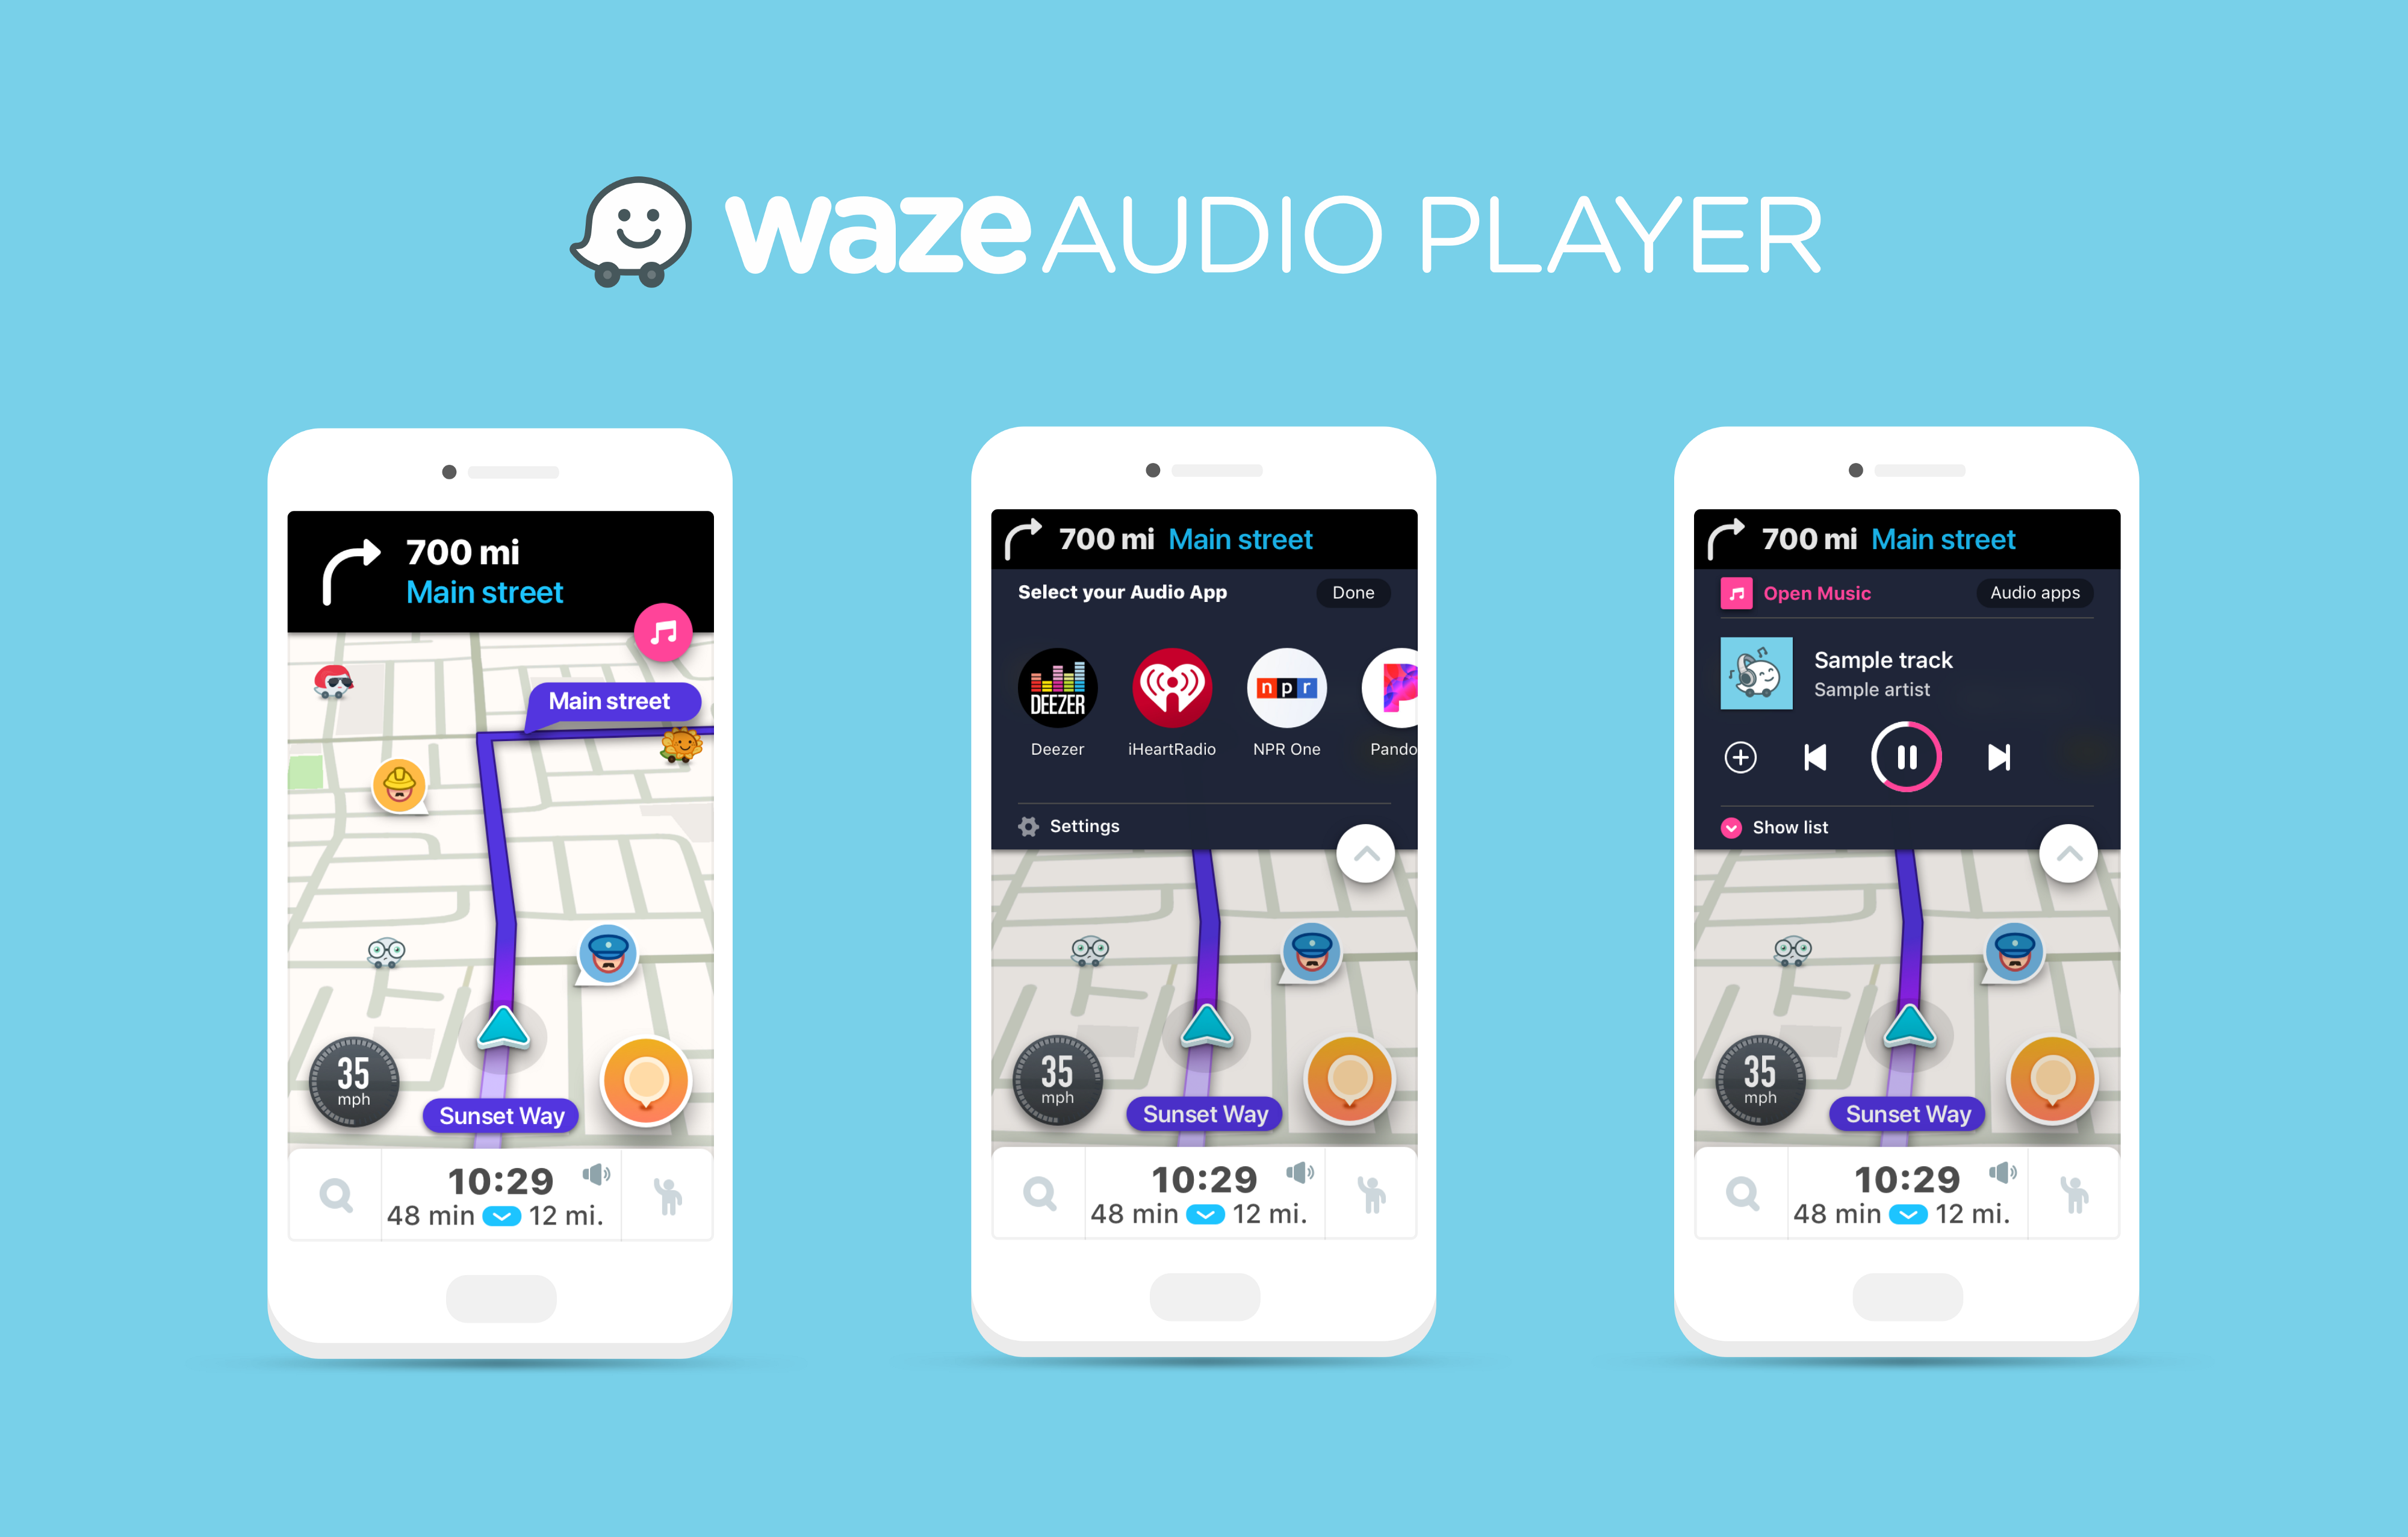 waze AUDIO PLAYER
700 mi
Main street
Main street
35
mph
Sunset Way
10:29
48 min 12 mi.
700 mi Main street
Select your Audio App Done
DEEZER npr
Deezer iHeartRadio NPR One Pando
Settings
35
mph
Sunset Way
10:29
48 min 12 mi.
700 mi Main street
Open Music Audio apps
Sample track
Sample artist
Show list
35
mph
Sunset Way
10:29
48 min 12 mi.